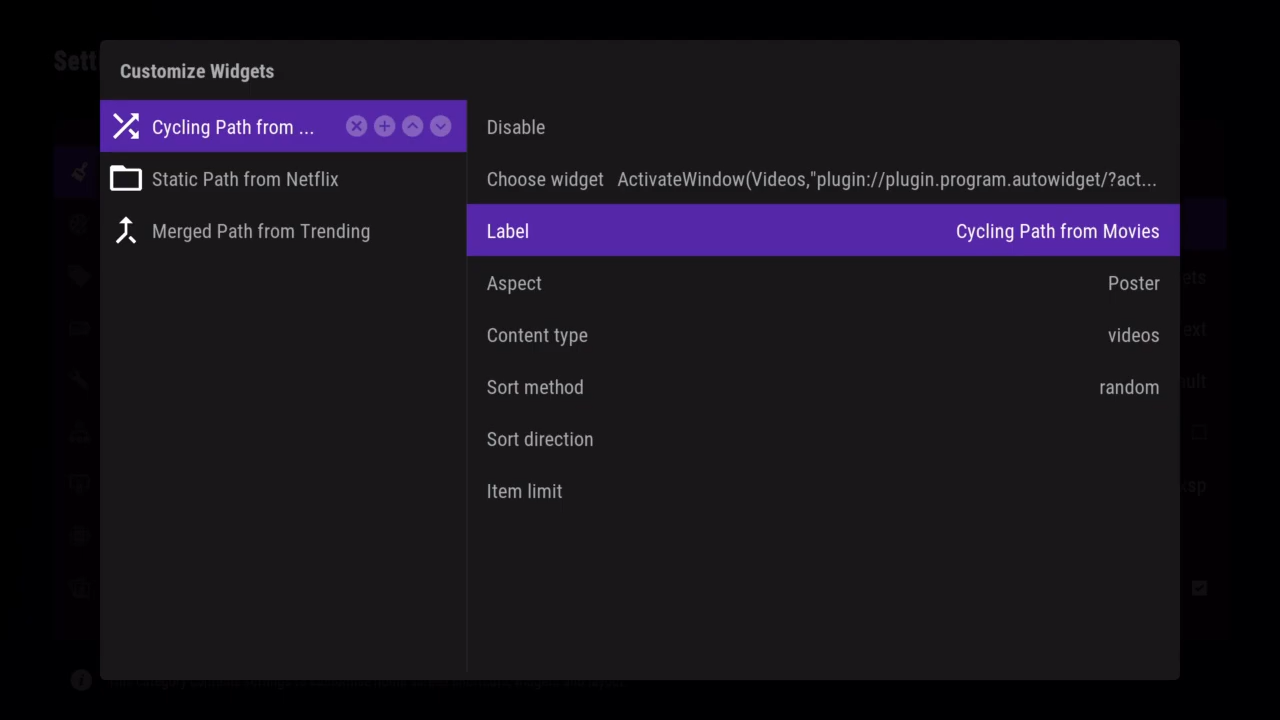 Sett
Customize Widgets
Cycling Path from ...
Static Path from Netflix
Merged Path from Trending
Disable
Choose widget ActivateWindow(Videos,"plugin://plugin.program.autowidget/?act...
Label Cycling Path from Movies
Aspect Poster
Content type videos
Sort method random
Sort direction
Item limit